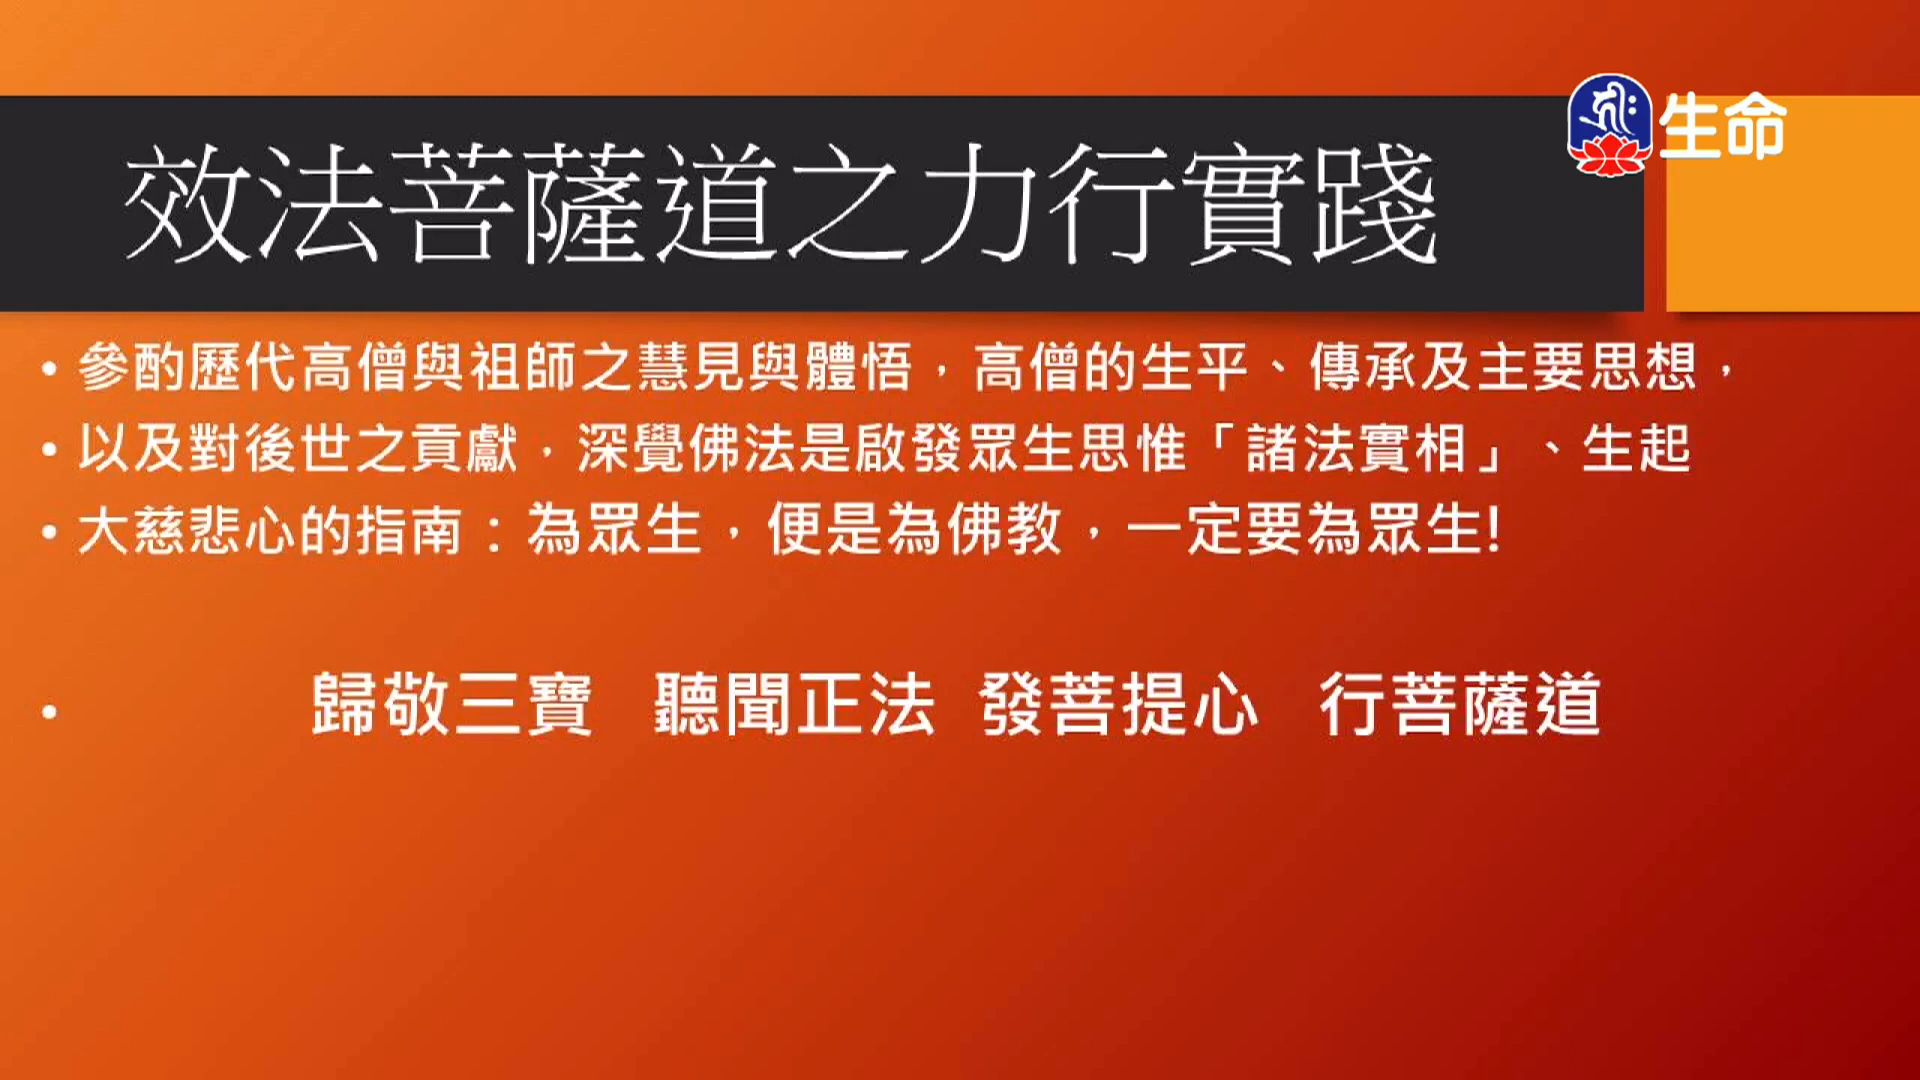 生命
效法菩薩道之力行實踐
• 參酌歷代高僧與祖師之慧見與體悟，高僧的生平、傳承及主要思想，
• 以及對後世之貢獻，深覺佛法是啟發眾生思惟「諸法實相」、生起
• 大慈悲心的指南：為眾生，便是為佛教，一定要為眾生!
• 歸敬三寶 聽聞正法 發菩提心 行菩薩道